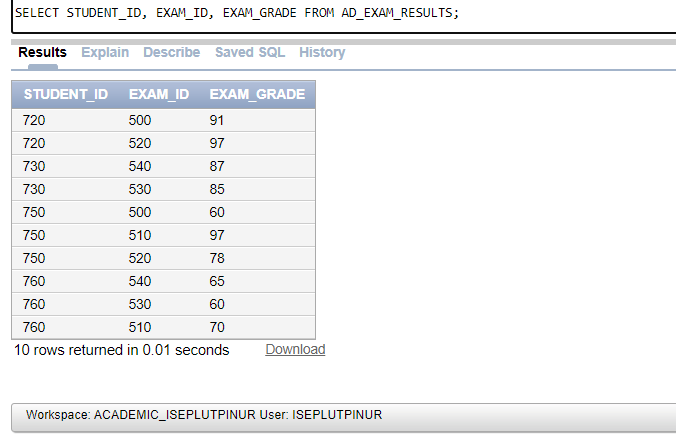 SELECT STUDENT_ID, EXAM_ID, EXAM_GRADE FROM AD_EXAM_RESULTS;
Results Explain Describe Saved SQL History
STUDENT_ID EXAM_ID EXAM_GRADE
720 500 91
720 520 97
730 540 87
730 530 85
750 500 60
750 510 97
750 520 78
760 540 65
760 530 60
760 510 70
10 rows returned in 0.01 seconds Download
Workspace: ACADEMIC_ISEPLUTPINUR User: ISEPLUTPINUR